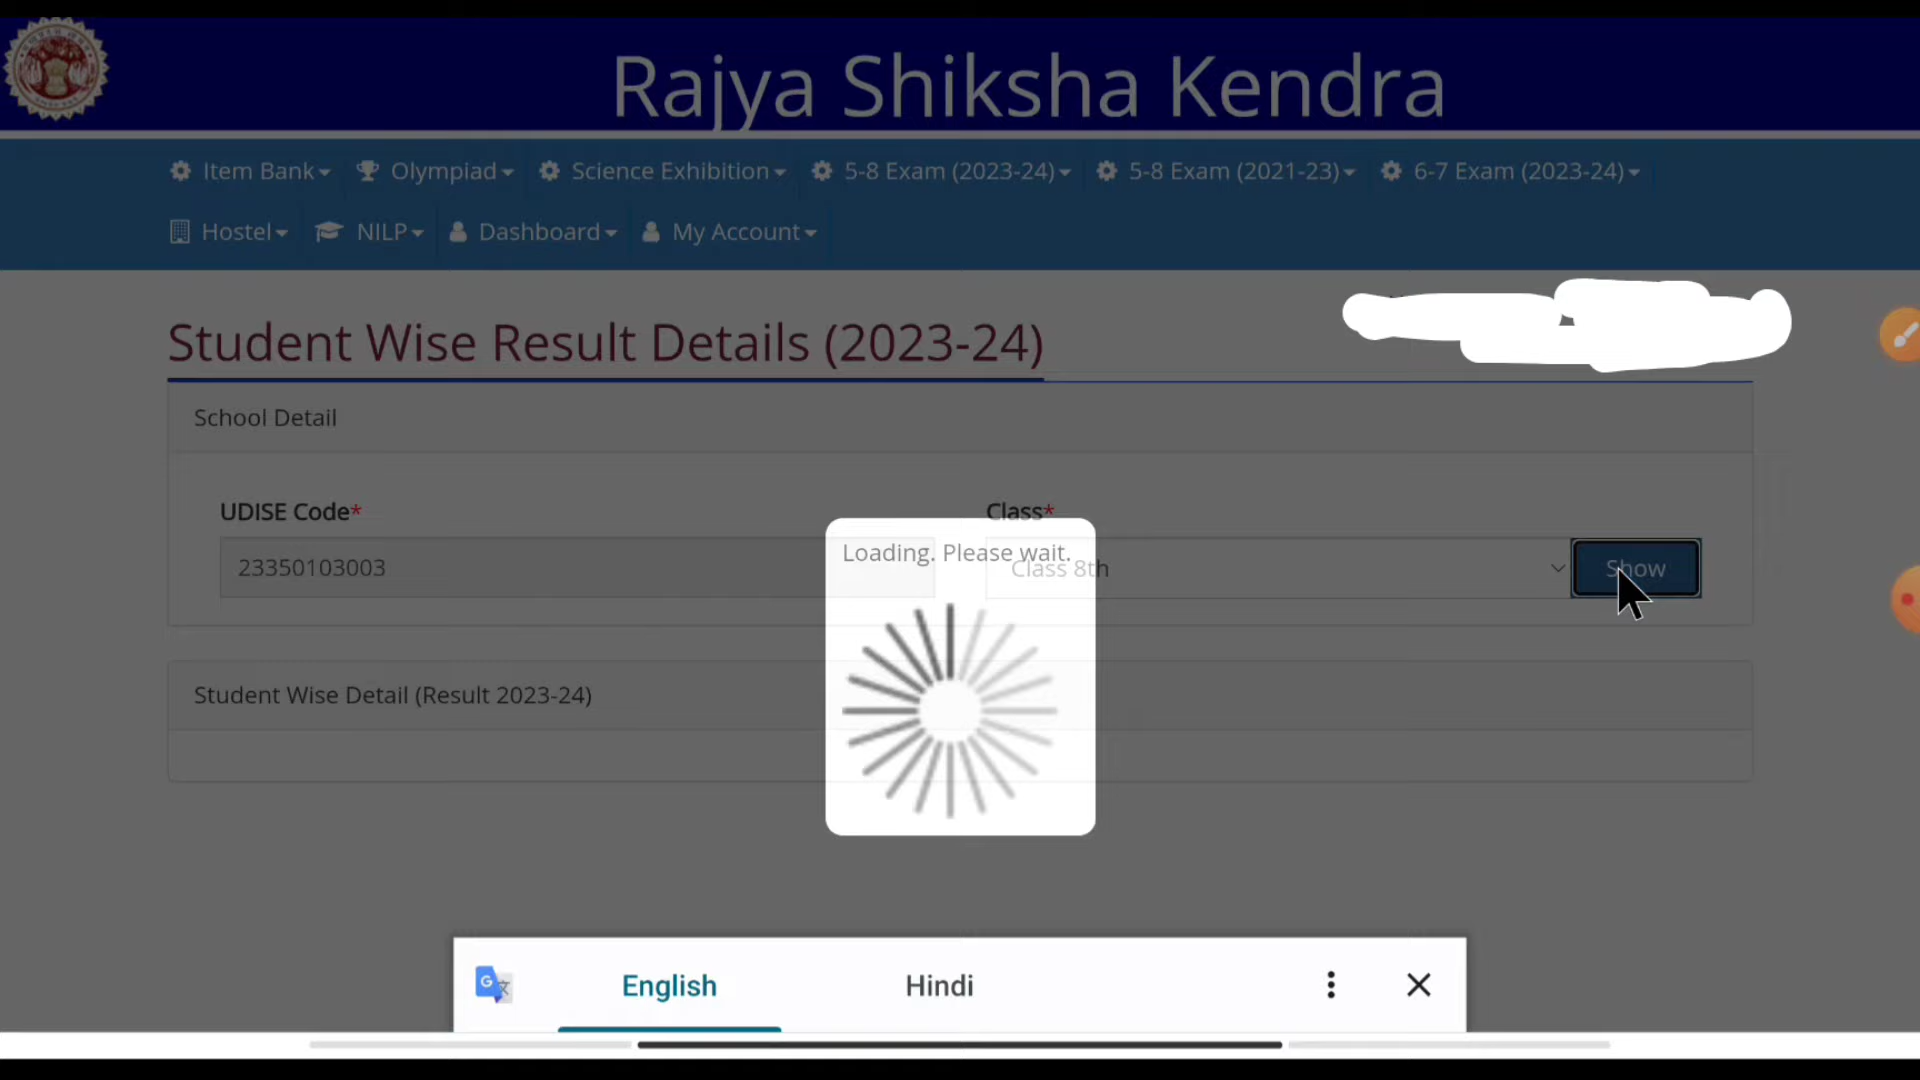 Rajya Shiksha Kendra
Item Bank Olympiad Science Exhibition 5-8 Exam (2023-24) 5-8 Exam (2021-23) 6-7 Exam (2023-24)
Hostel NILP Dashboard My Account
Student Wise Result Details (2023-24)
School Detail
UDISE Code* Class*
23350103003 Class 8th Show
Loading. Please wait.
Student Wise Detail (Result 2023-24)
English Hindi